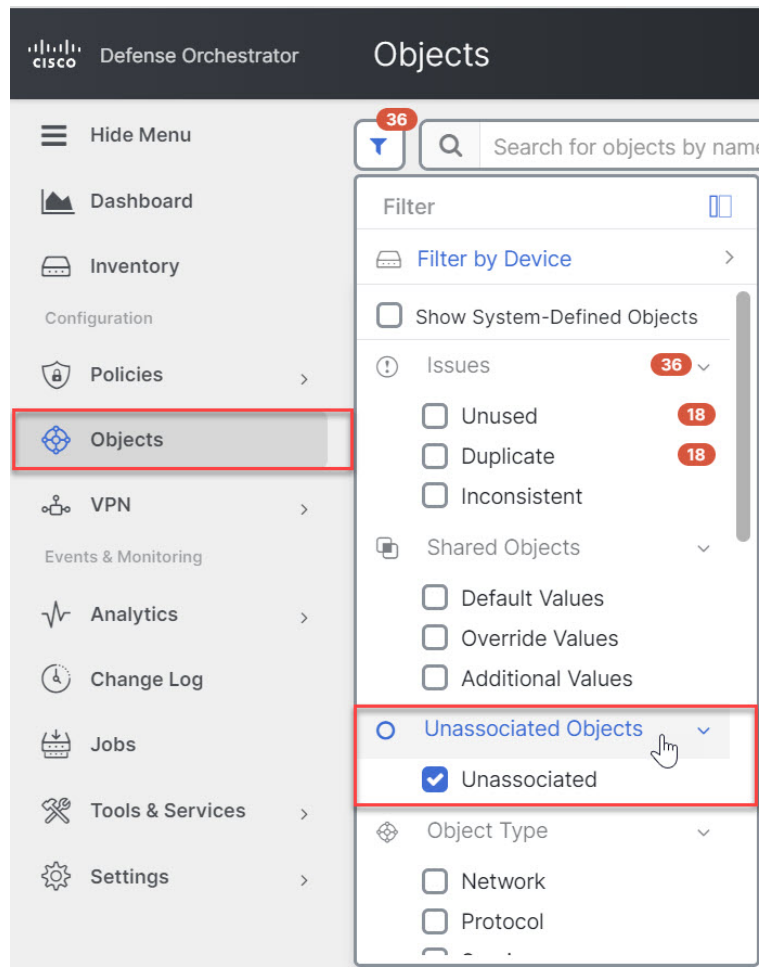 cisco Defense Orchestrator
Objects
Hide Menu
Dashboard
Inventory
Configuration
Policies
Objects
VPN
Events & Monitoring
Analytics
Change Log
Jobs
Tools & Services
Settings
36
Search for objects by name
Filter
Filter by Device
Show System-Defined Objects
Issues 36
Unused 18
Duplicate 18
Inconsistent
Shared Objects
Default Values
Override Values
Additional Values
Unassociated Objects
Unassociated
Object Type
Network
Protocol